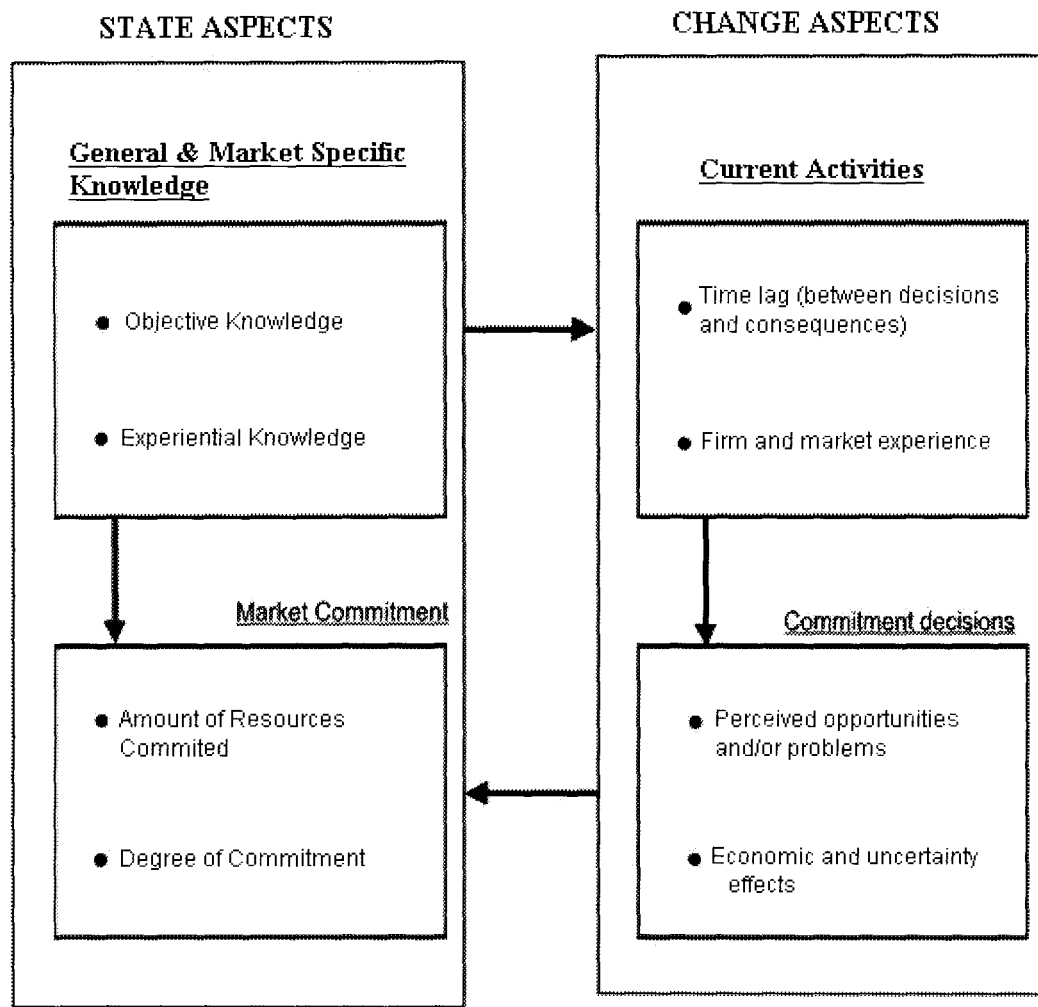 STATE ASPECTS
General & Market Specific
Knowledge
● Objective Knowledge
● Experiential Knowledge
Market Commitment
● Amount of Resources
Commited
● Degree of Commitment
CHANGE ASPECTS
Current Activities
● Time lag (between decisions
and consequences)
● Firm and market experience
Commitment decisions
● Perceived opportunities
and/or problems
● Economic and uncertainty
effects